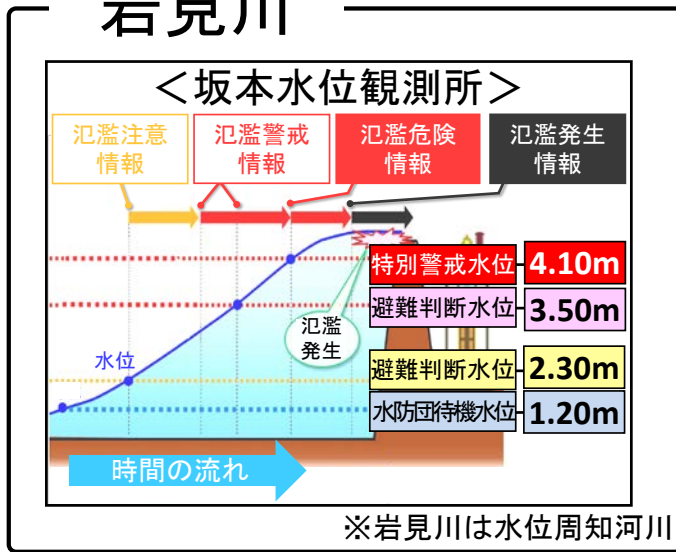 岩見川
＜坂本水位観測所＞
氾濫注意
情報
氾濫警戒
情報
氾濫危険
情報
氾濫発生
情報
特別警戒水位 4.10m
避難判断水位 3.50m
氾濫
発生
水位
避難判断水位 2.30m
水防団待機水位 1.20m
時間の流れ
※岩見川は水位周知河川